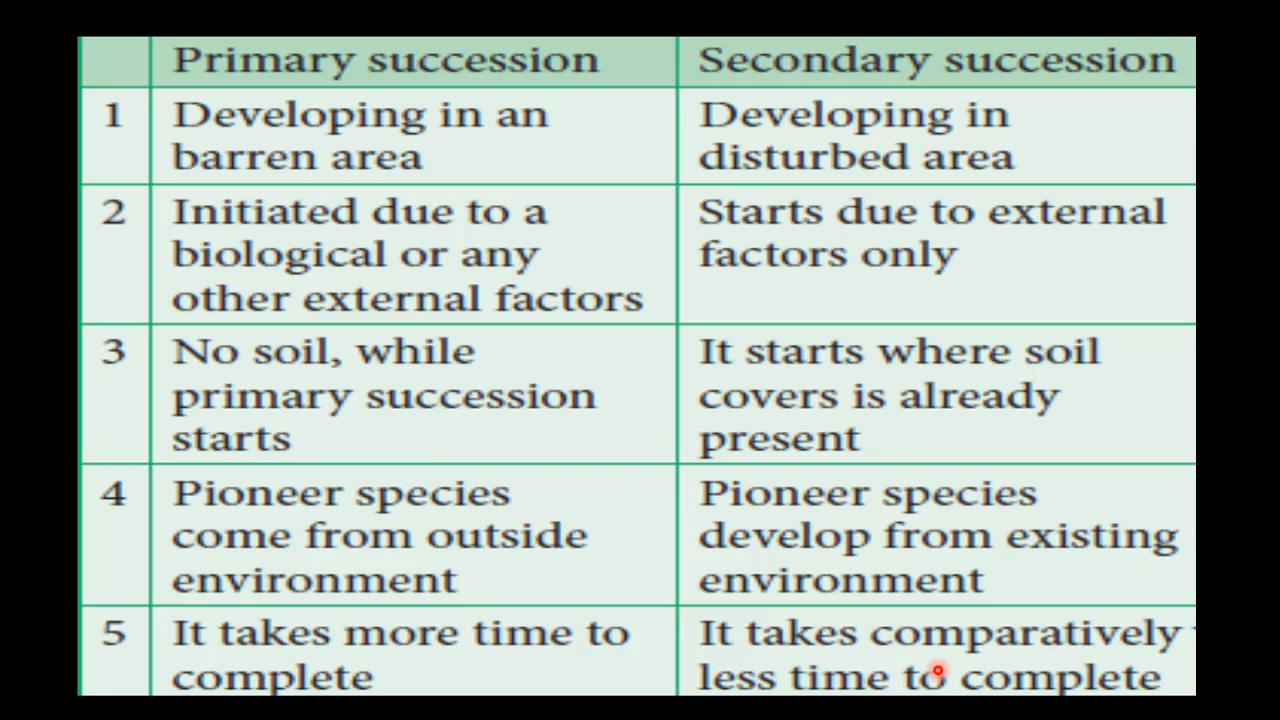 Primary succession Secondary succession
1 Developing in an Developing in
barren area disturbed area
2 Initiated due to a Starts due to external
biological or any factors only
other external factors
3 No soil, while It starts where soil
primary succession covers is already
starts present
4 Pioneer species Pioneer species
come from outside develop from existing
environment environment
5 It takes more time to It takes comparatively
complete less time to complete